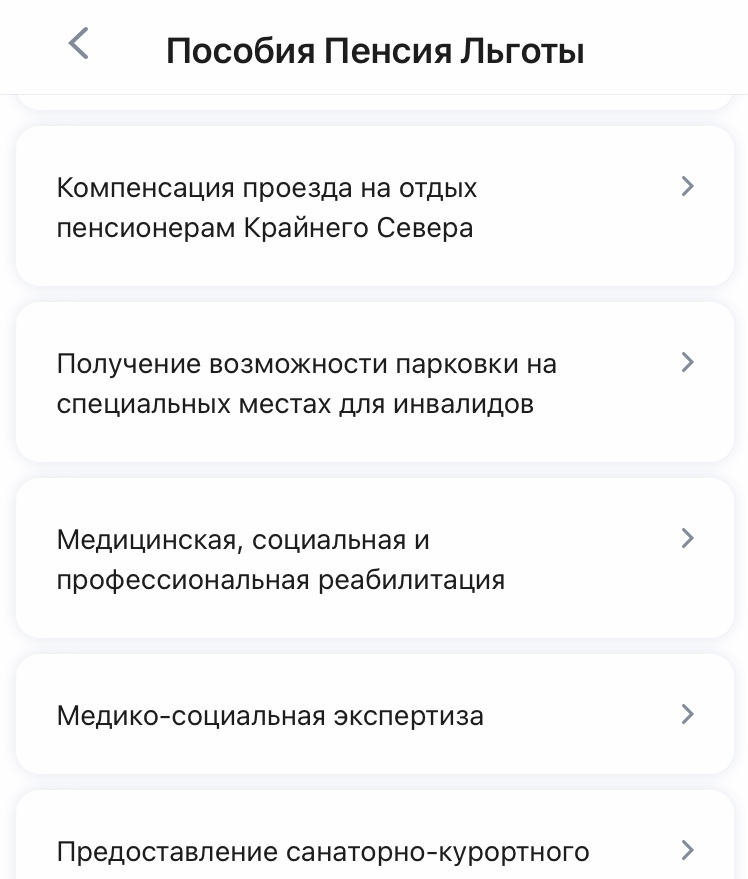 Пособия Пенсия Льготы
Компенсация проезда на отдых
пенсионерам Крайнего Севера
Получение возможности парковки на
специальных местах для инвалидов
Медицинская, социальная и
профессиональная реабилитация
Медико-социальная экспертиза
Предоставление санаторно-курортного